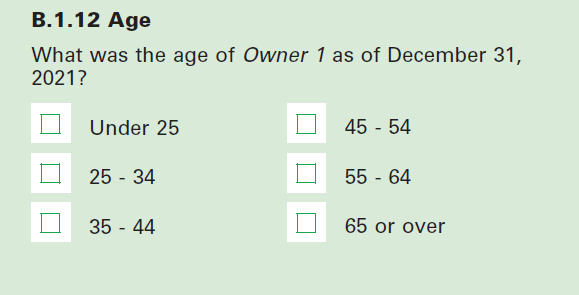 B.1.12 Age
What was the age of Owner 1 as of December 31,
2021?
Under 25
25 - 34
35 - 44
45 - 54
55 - 64
65 or over